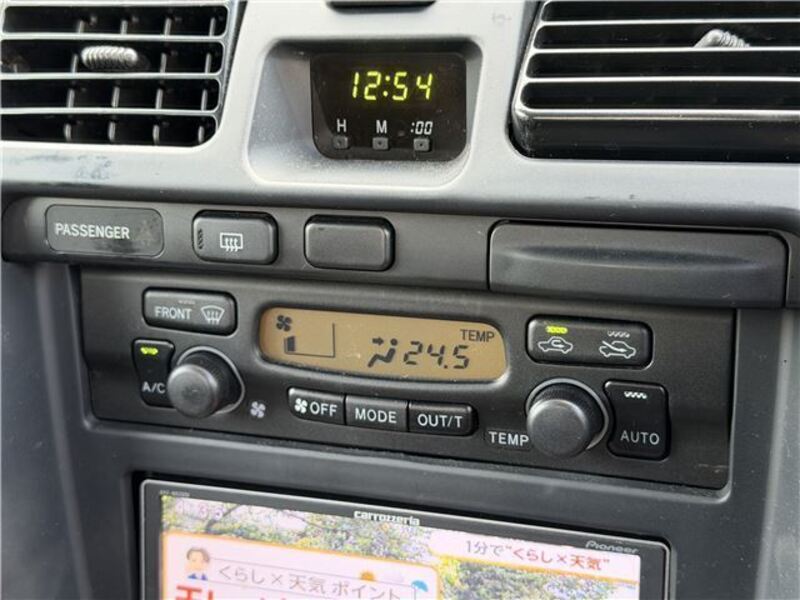 12:54
H M :00
PASSENGER
FRONT
TEMP
24.5
A/C
OFF MODE OUT/T
TEMP
AUTO
carrozzeria
Pioneer
1分で"くらし×天気"
くらし×天気 ポイント